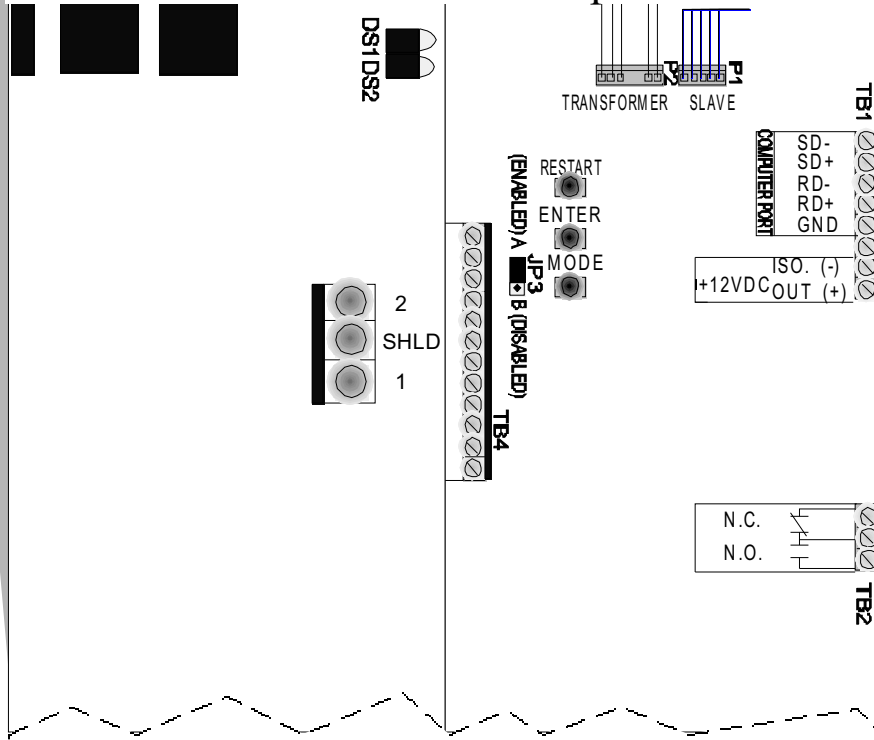 DS1 DS2
P2
P1
TRANSFORMER
SLAVE
TB1
COMPUTER PORT
SD-
SD+
RD-
RD+
GND
ISO. (-)
+12VDC
OUT (+)
RESTART
ENTER
MODE
(ENABLED) A
JP3
B (DISABLED)
2
SHLD
1
TB4
N.C.
N.O.
TB2